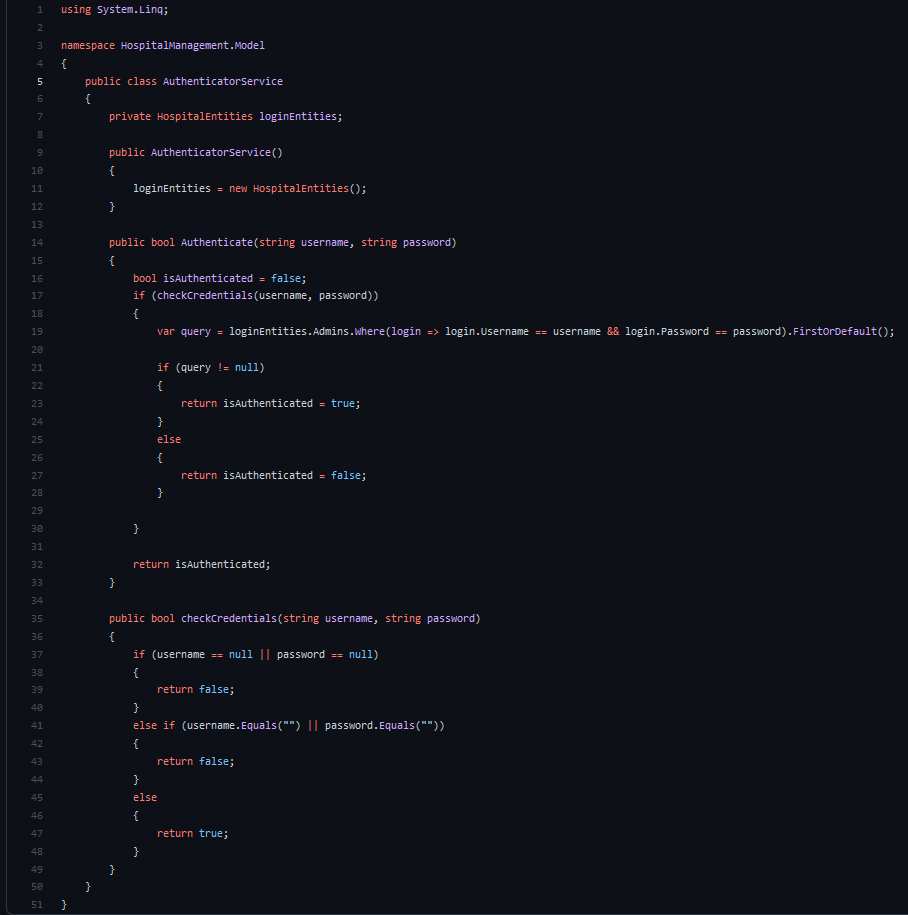 1 using System.Linq;
2
3 namespace HospitalManagement.Model
4 {
5     public class AuthenticatorService
6     {
7         private HospitalEntities loginEntities;
8
9         public AuthenticatorService()
10         {
11             loginEntities = new HospitalEntities();
12         }
13
14         public bool Authenticate(string username, string password)
15         {
16             bool isAuthenticated = false;
17             if (checkCredentials(username, password))
18             {
19                 var query = loginEntities.Admins.Where(login => login.Username == username && login.Password == password).FirstOrDefault();
20
21                 if (query != null)
22                 {
23                     return isAuthenticated = true;
24                 }
25                 else
26                 {
27                     return isAuthenticated = false;
28                 }
29
30             }
31
32             return isAuthenticated;
33         }
34
35         public bool checkCredentials(string username, string password)
36         {
37             if (username == null || password == null)
38             {
39                 return false;
40             }
41             else if (username.Equals("") || password.Equals(""))
42             {
43                 return false;
44             }
45             else
46             {
47                 return true;
48             }
49         }
50     }
51 }